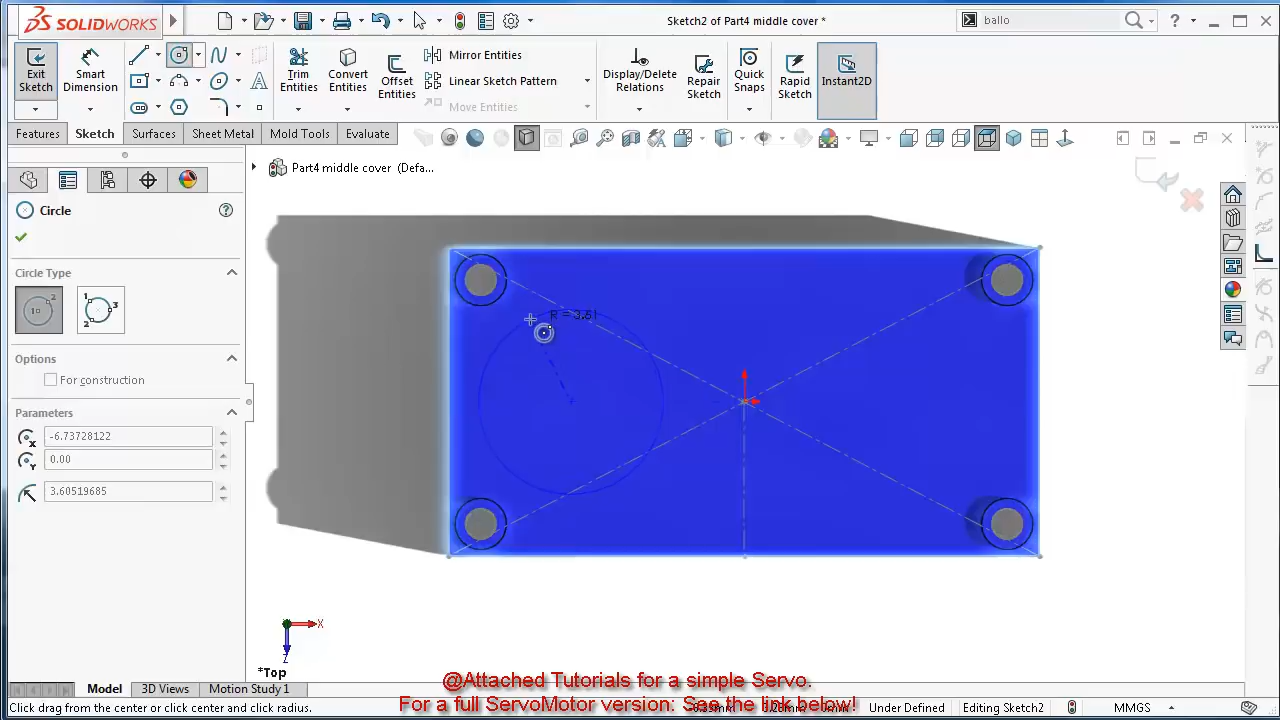 SOLIDWORKS
Sketch2 of Part4 middle cover *
ballo
Exit Sketch
Smart Dimension
Trim Entities
Convert Entities
Offset Entities
Mirror Entities
Linear Sketch Pattern
Move Entities
Display/Delete Relations
Repair Sketch
Quick Snaps
Rapid Sketch
Instant2D
Features
Sketch
Surfaces
Sheet Metal
Mold Tools
Evaluate
Part4 middle cover (Defa...
Circle
Circle Type
Options
For construction
Parameters
-6.73728122
0.00
3.60519685
R = 3.61
X
Z
*Top
@Attached Tutorials for a simple Servo.
For a full ServoMotor version: See the link below!
Model
3D Views
Motion Study 1
Click drag from your center or click center and click radius.
Under Defined
Editing Sketch2
MMGS